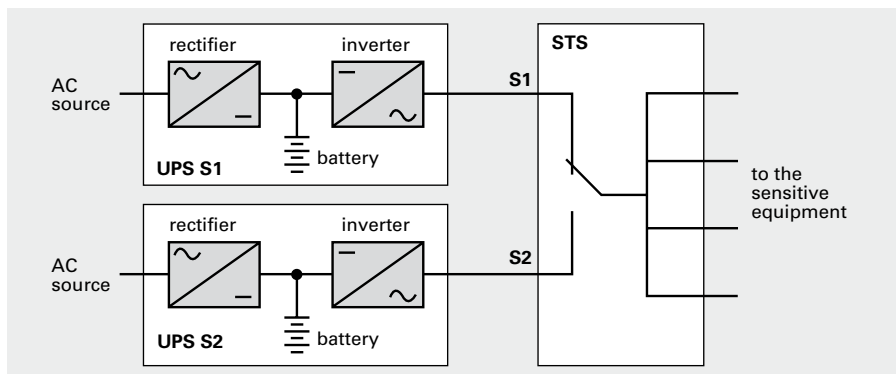 rectifier
inverter
AC
source
battery
UPS S1
STS
S1
rectifier
inverter
AC
source
battery
UPS S2
S2
to the
sensitive
equipment